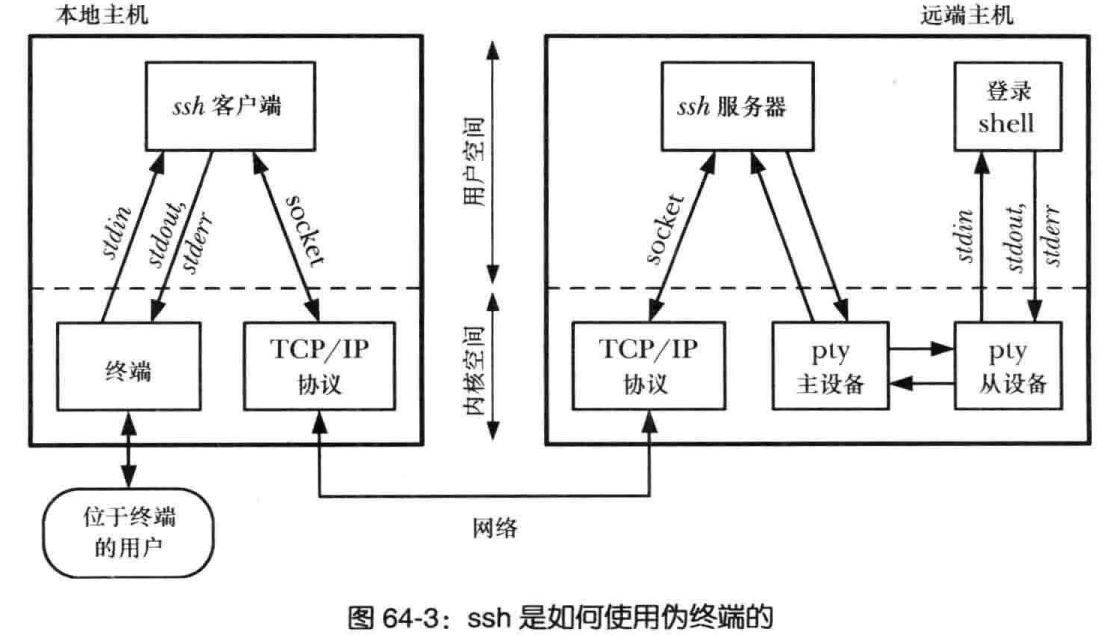 本地主机
远端主机
ssh 客户端
stdin
stdout,
stderr
socket
终端
TCP/IP
协议
位于终端
的用户
用户空间
内核空间
网络
ssh 服务器
登录
shell
socket
stdin
stdout,
stderr
TCP/IP
协议
pty
主设备
pty
从设备
图 64-3：ssh 是如何使用伪终端的